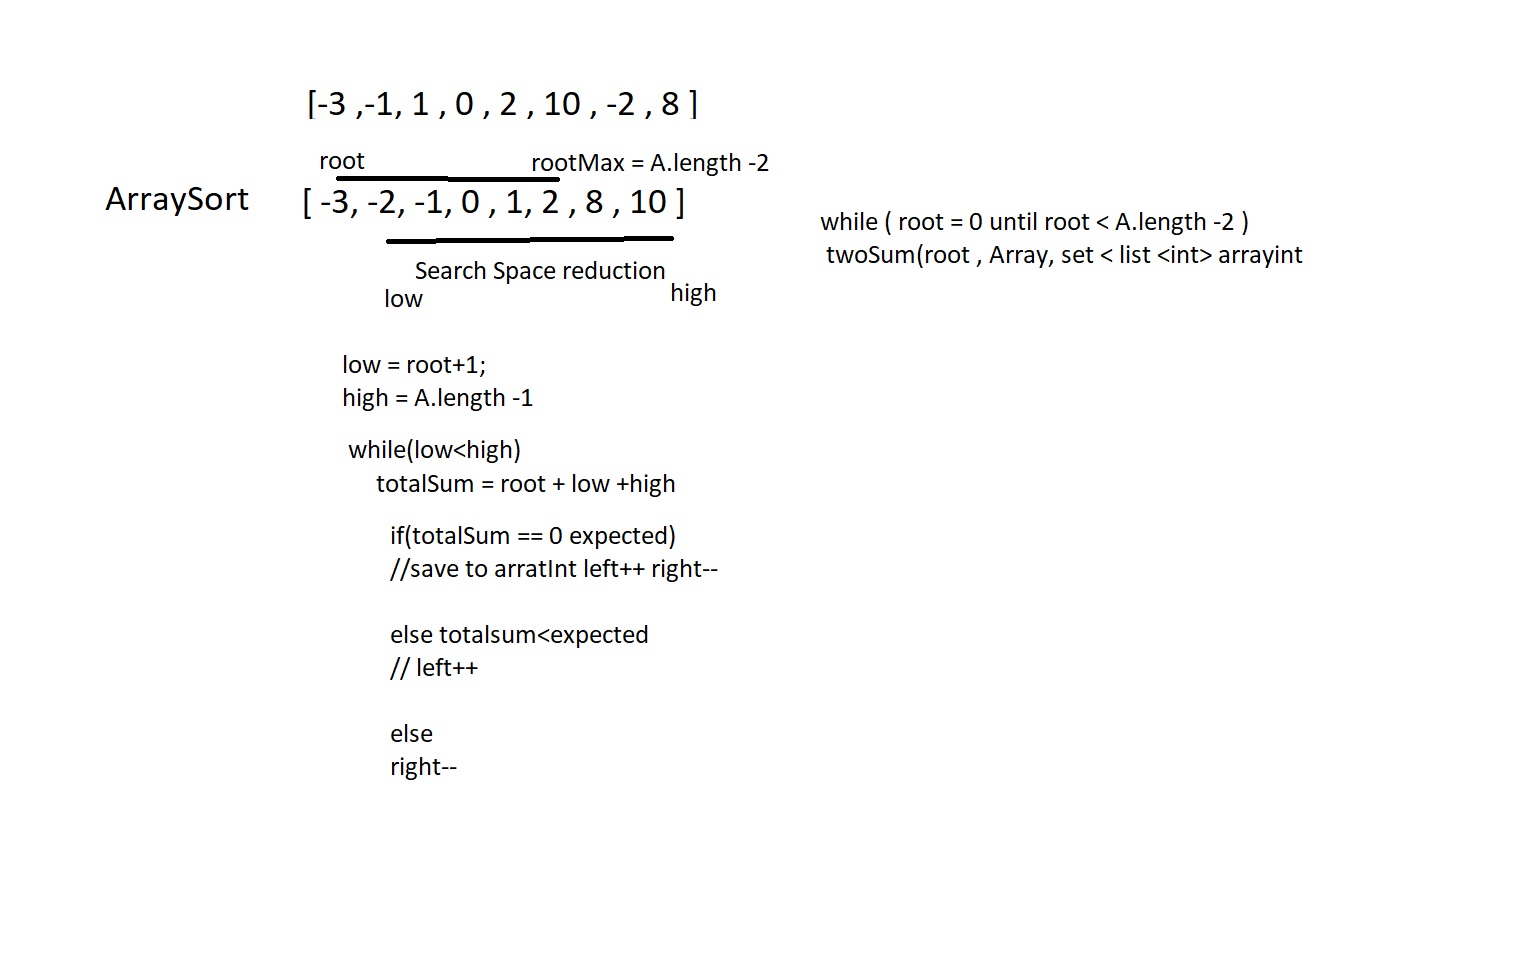 [-3 ,-1, 1 , 0 , 2 , 10 , -2 , 8 ]
root
rootMax = A.length -2
ArraySort
[ -3, -2, -1, 0 , 1, 2 , 8 , 10 ]
while ( root = 0 until root < A.length -2 )
twoSum(root , Array, set < list <int> arrayint
Search Space reduction
low
high
low = root+1;
high = A.length -1
while(low<high)
totalSum = root + low +high
if(totalSum == 0 expected)
//save to arratInt left++ right--
else totalsum<expected
// left++
else
right--